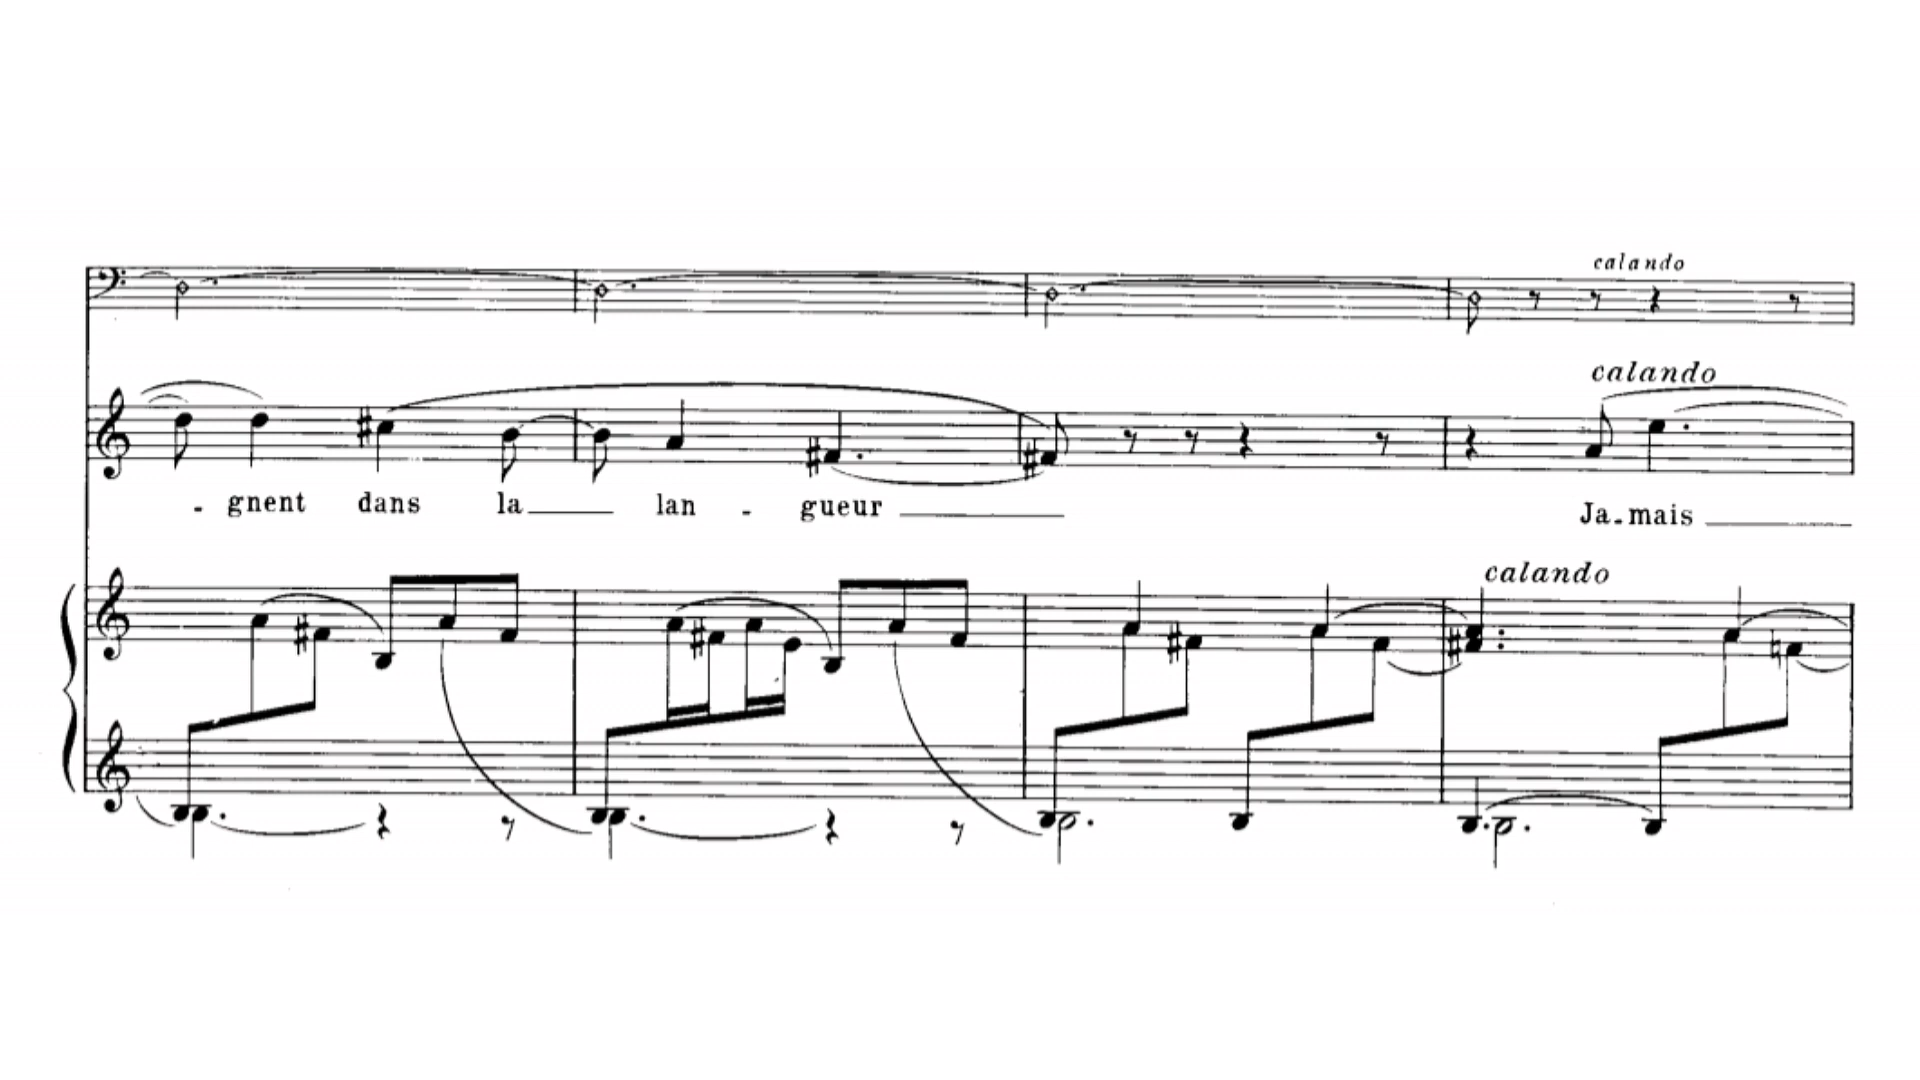 calando
calando
- gnent dans la lan - gueur
Ja-mais
calando